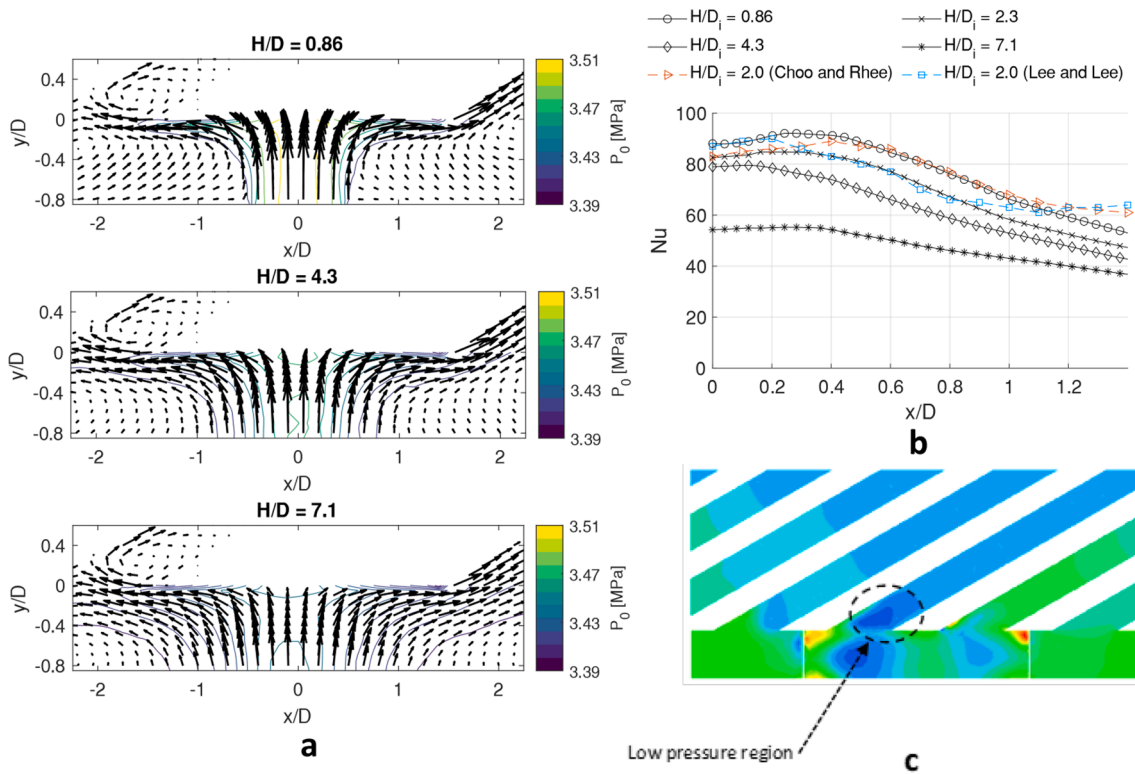 H/D = 0.86
0.4
0
-0.4
-0.8
y/D
-2
-1
0
1
2
x/D
3.51
3.47
3.43
3.39
P0 [MPa]
H/D = 4.3
0.4
0
-0.4
-0.8
y/D
-2
-1
0
1
2
x/D
3.51
3.47
3.43
3.39
P0 [MPa]
H/D = 7.1
0.4
0
-0.4
-0.8
y/D
-2
-1
0
1
2
x/D
3.51
3.47
3.43
3.39
P0 [MPa]
a
H/Di = 0.86
H/Di = 2.3
H/Di = 4.3
H/Di = 7.1
H/Di = 2.0 (Choo and Rhee)
H/Di = 2.0 (Lee and Lee)
100
80
60
40
20
0
Nu
0
0.2
0.4
0.6
0.8
1
1.2
x/D
b
Low pressure region
c